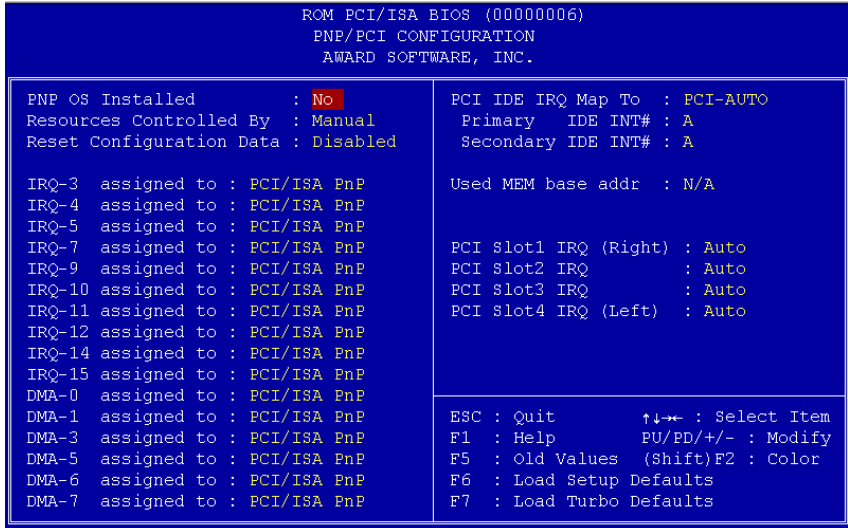 ROM PCI/ISA BIOS (00000006)
PNP/PCI CONFIGURATION
AWARD SOFTWARE, INC.
PNP OS Installed : No
Resources Controlled By : Manual
Reset Configuration Data : Disabled
IRQ-3 assigned to : PCI/ISA PnP
IRQ-4 assigned to : PCI/ISA PnP
IRQ-5 assigned to : PCI/ISA PnP
IRQ-7 assigned to : PCI/ISA PnP
IRQ-9 assigned to : PCI/ISA PnP
IRQ-10 assigned to : PCI/ISA PnP
IRQ-11 assigned to : PCI/ISA PnP
IRQ-12 assigned to : PCI/ISA PnP
IRQ-14 assigned to : PCI/ISA PnP
IRQ-15 assigned to : PCI/ISA PnP
DMA-0 assigned to : PCI/ISA PnP
DMA-1 assigned to : PCI/ISA PnP
DMA-3 assigned to : PCI/ISA PnP
DMA-5 assigned to : PCI/ISA PnP
DMA-6 assigned to : PCI/ISA PnP
DMA-7 assigned to : PCI/ISA PnP
PCI IDE IRQ Map To : PCI-AUTO
Primary IDE INT# : A
Secondary IDE INT# : A
Used MEM base addr : N/A
PCI Slot1 IRQ (Right) : Auto
PCI Slot2 IRQ : Auto
PCI Slot3 IRQ : Auto
PCI Slot4 IRQ (Left) : Auto
ESC : Quit ↑↓→← : Select Item
F1 : Help PU/PD/+/- : Modify
F5 : Old Values (Shift)F2 : Color
F6 : Load Setup Defaults
F7 : Load Turbo Defaults